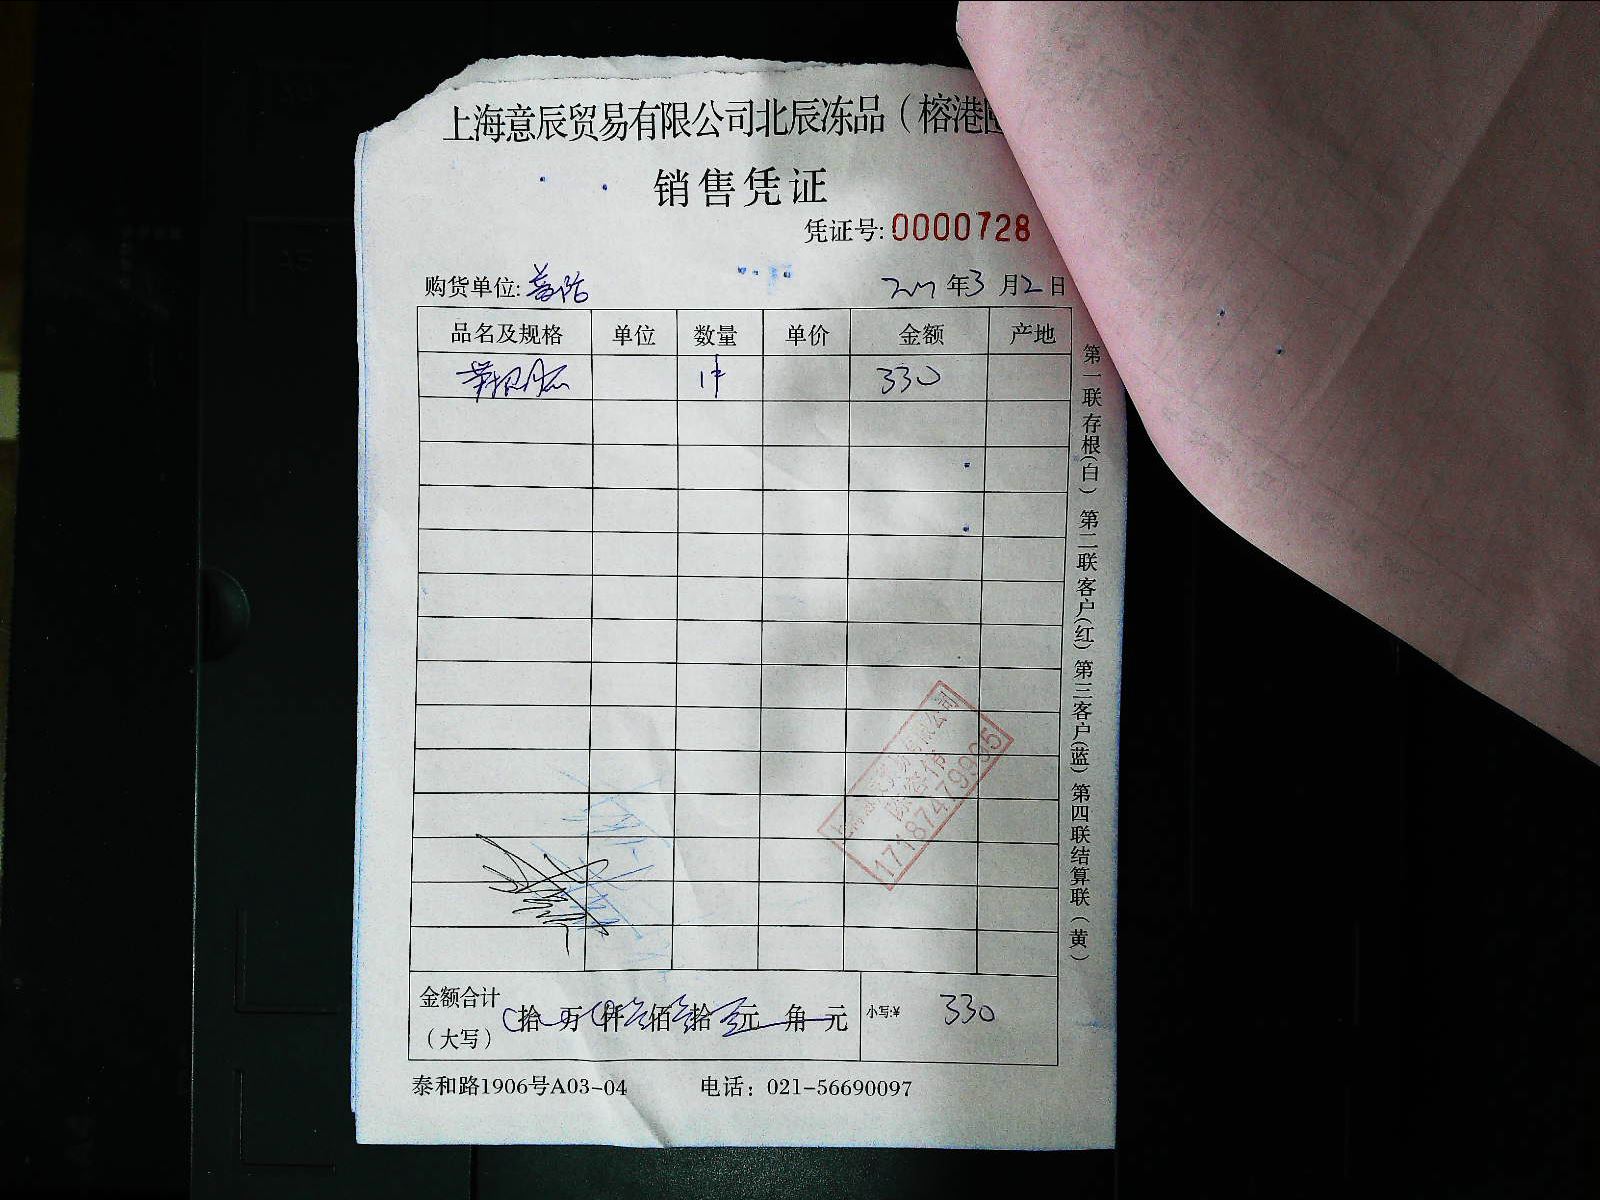 上海意辰贸易有限公司北辰冻品（榕港
销售凭证
凭证号:0000728
购货单位:
年3月2日
品名及规格 单位 数量 单价 金额 产地
1件 330
第一联存根(白) 第二联客户(红) 第三客户(蓝) 第四联结算联(黄)
17187479995
金额合计
(大写)
拾 万 仟 佰 拾 元 角 元
小写:¥ 330
泰和路1906号A03-04 电话：021-56690097